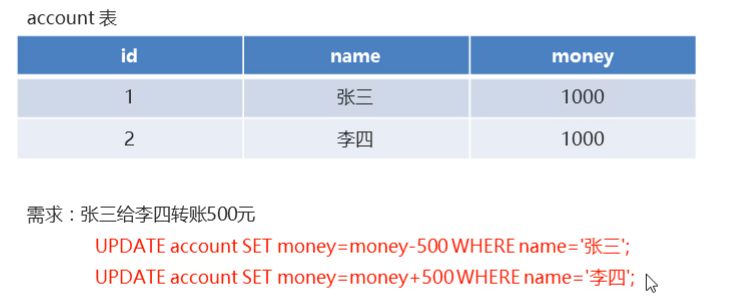 account 表
id name money
1 张三 1000
2 李四 1000
需求：张三给李四转账500元
UPDATE account SET money=money-500 WHERE name='张三';
UPDATE account SET money=money+500 WHERE name='李四';